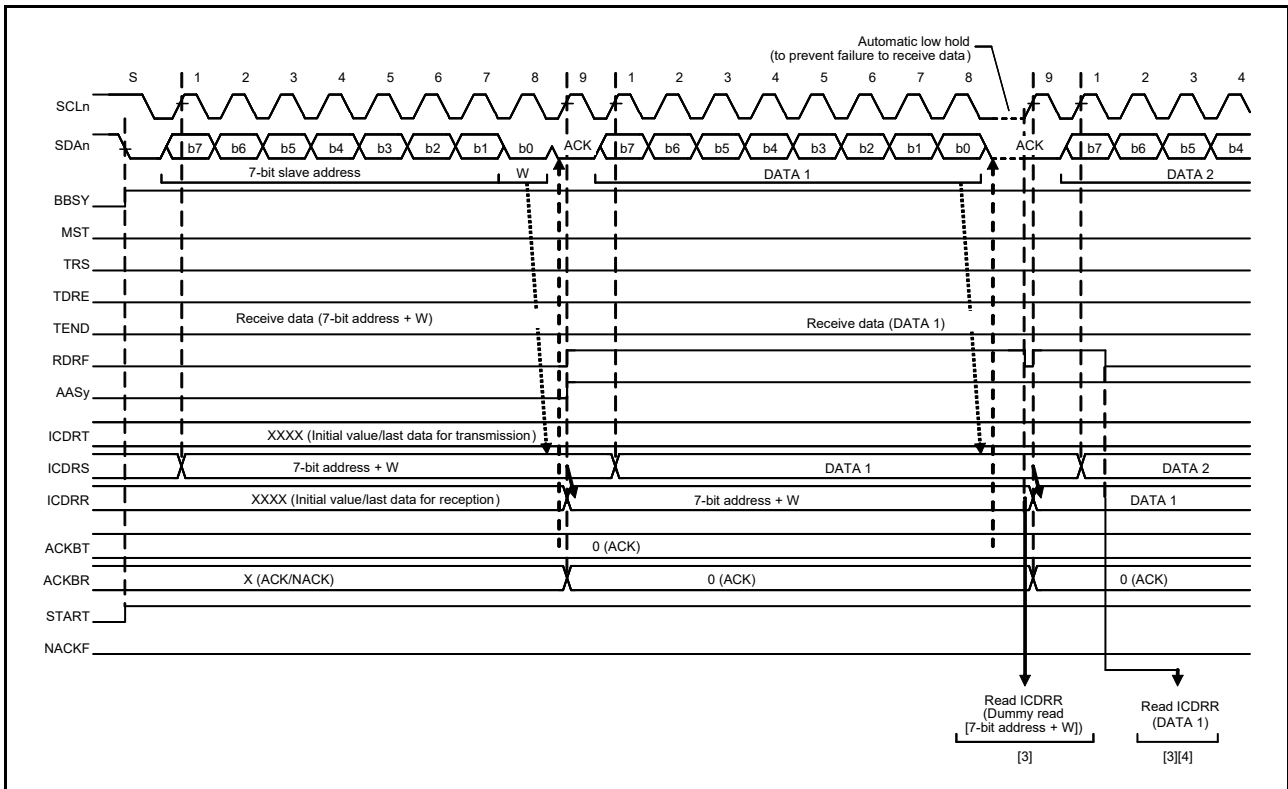 Automatic low hold
(to prevent failure to receive data)
S 1 2 3 4 5 6 7 8 9 1 2 3 4 5 6 7 8 9 1 2 3 4
SCLn
SDAn b7 b6 b5 b4 b3 b2 b1 b0 ACK b7 b6 b5 b4 b3 b2 b1 b0 ACK b7 b6 b5 b4
7-bit slave address W DATA 1 DATA 2
BBSY
MST
TRS
TDRE
Receive data (7-bit address + W) Receive data (DATA 1)
TEND
RDRF
AASy
ICDRT XXXX (Initial value/last data for transmission)
ICDRS 7-bit address + W DATA 1 DATA 2
ICDRR XXXX (Initial value/last data for reception) 7-bit address + W DATA 1
ACKBT 0 (ACK)
ACKBR X (ACK/NACK) 0 (ACK) 0 (ACK)
START
NACKF
Read ICDRR
(Dummy read
[7-bit address + W])
[3]
Read ICDRR
(DATA 1)
[3][4]